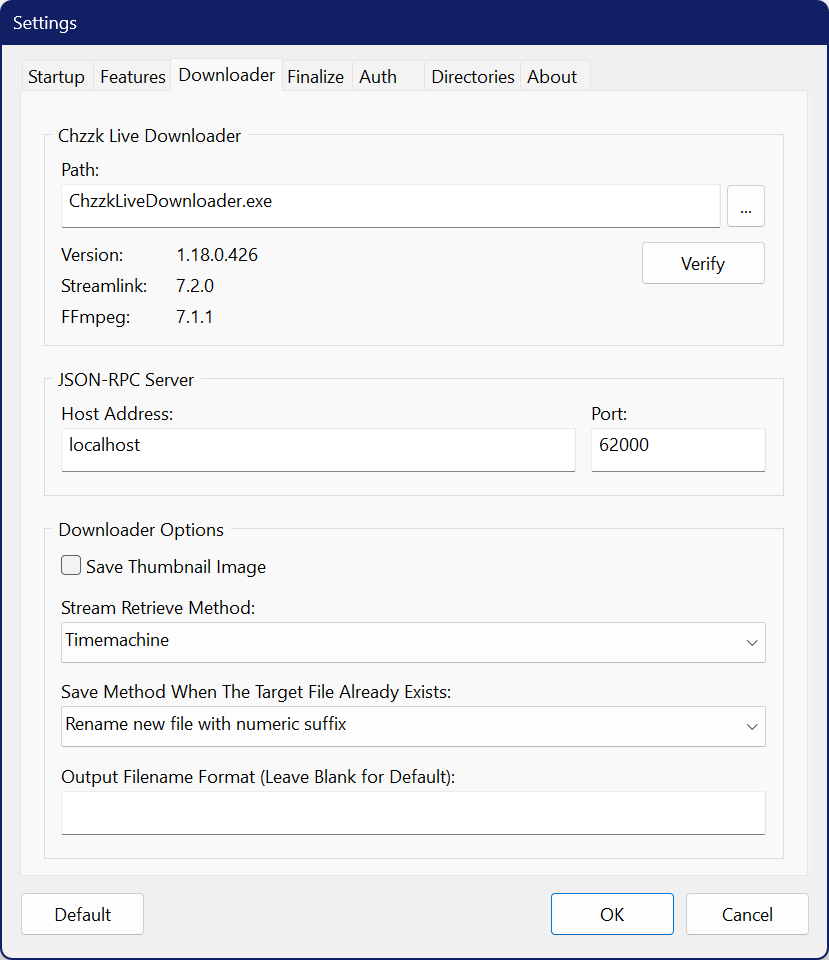 Settings
Startup Features Downloader Finalize Auth Directories About
Chzzk Live Downloader
Path:
ChzzkLiveDownloader.exe
...
Version: 1.18.0.426
Verify
Streamlink: 7.2.0
FFmpeg: 7.1.1
JSON-RPC Server
Host Address: Port:
localhost 62000
Downloader Options
Save Thumbnail Image
Stream Retrieve Method:
Timemachine
Save Method When The Target File Already Exists:
Rename new file with numeric suffix
Output Filename Format (Leave Blank for Default):
Default OK Cancel